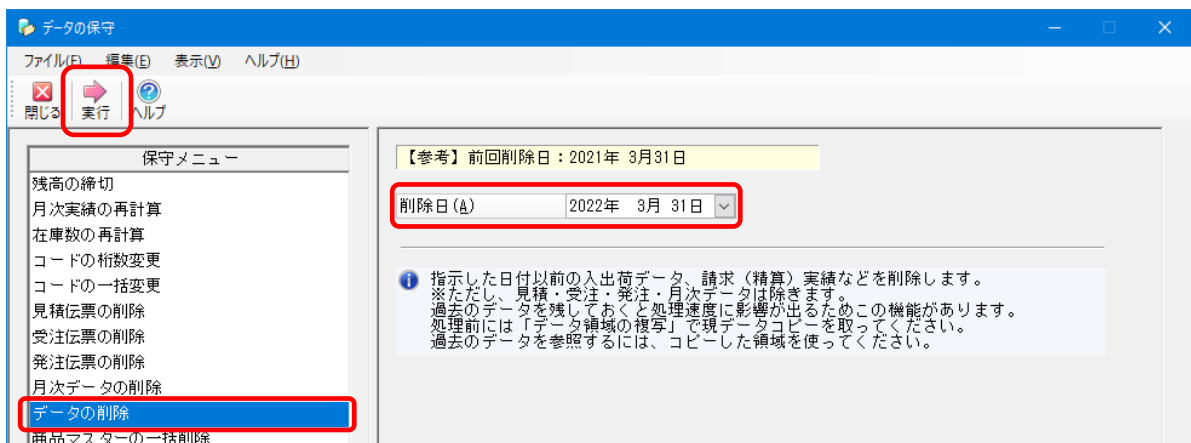 データの保守
ファイル(F) 編集(E) 表示(V) ヘルプ(H)
閉じる 実行 ヘルプ
保守メニュー
残高の締切
月次実績の再計算
在庫数の再計算
コードの桁数変更
コードの一括変更
見積伝票の削除
受注伝票の削除
発注伝票の削除
月次データの削除
データの削除
商品マスターの一括削除
【参考】前回削除日:2021年 3月31日
削除日(A) 2022年 3月 31日
指示した日付以前の入出荷データ、請求(精算)実績などを削除します。
※ただし、見積・受注・発注・月次データは除きます。
過去のデータを残しておくと処理速度に影響が出るためこの機能があります。
処理前には「データ領域の複写」で現データコピーを取ってください。
過去のデータを参照するには、コピーした領域を使ってください。